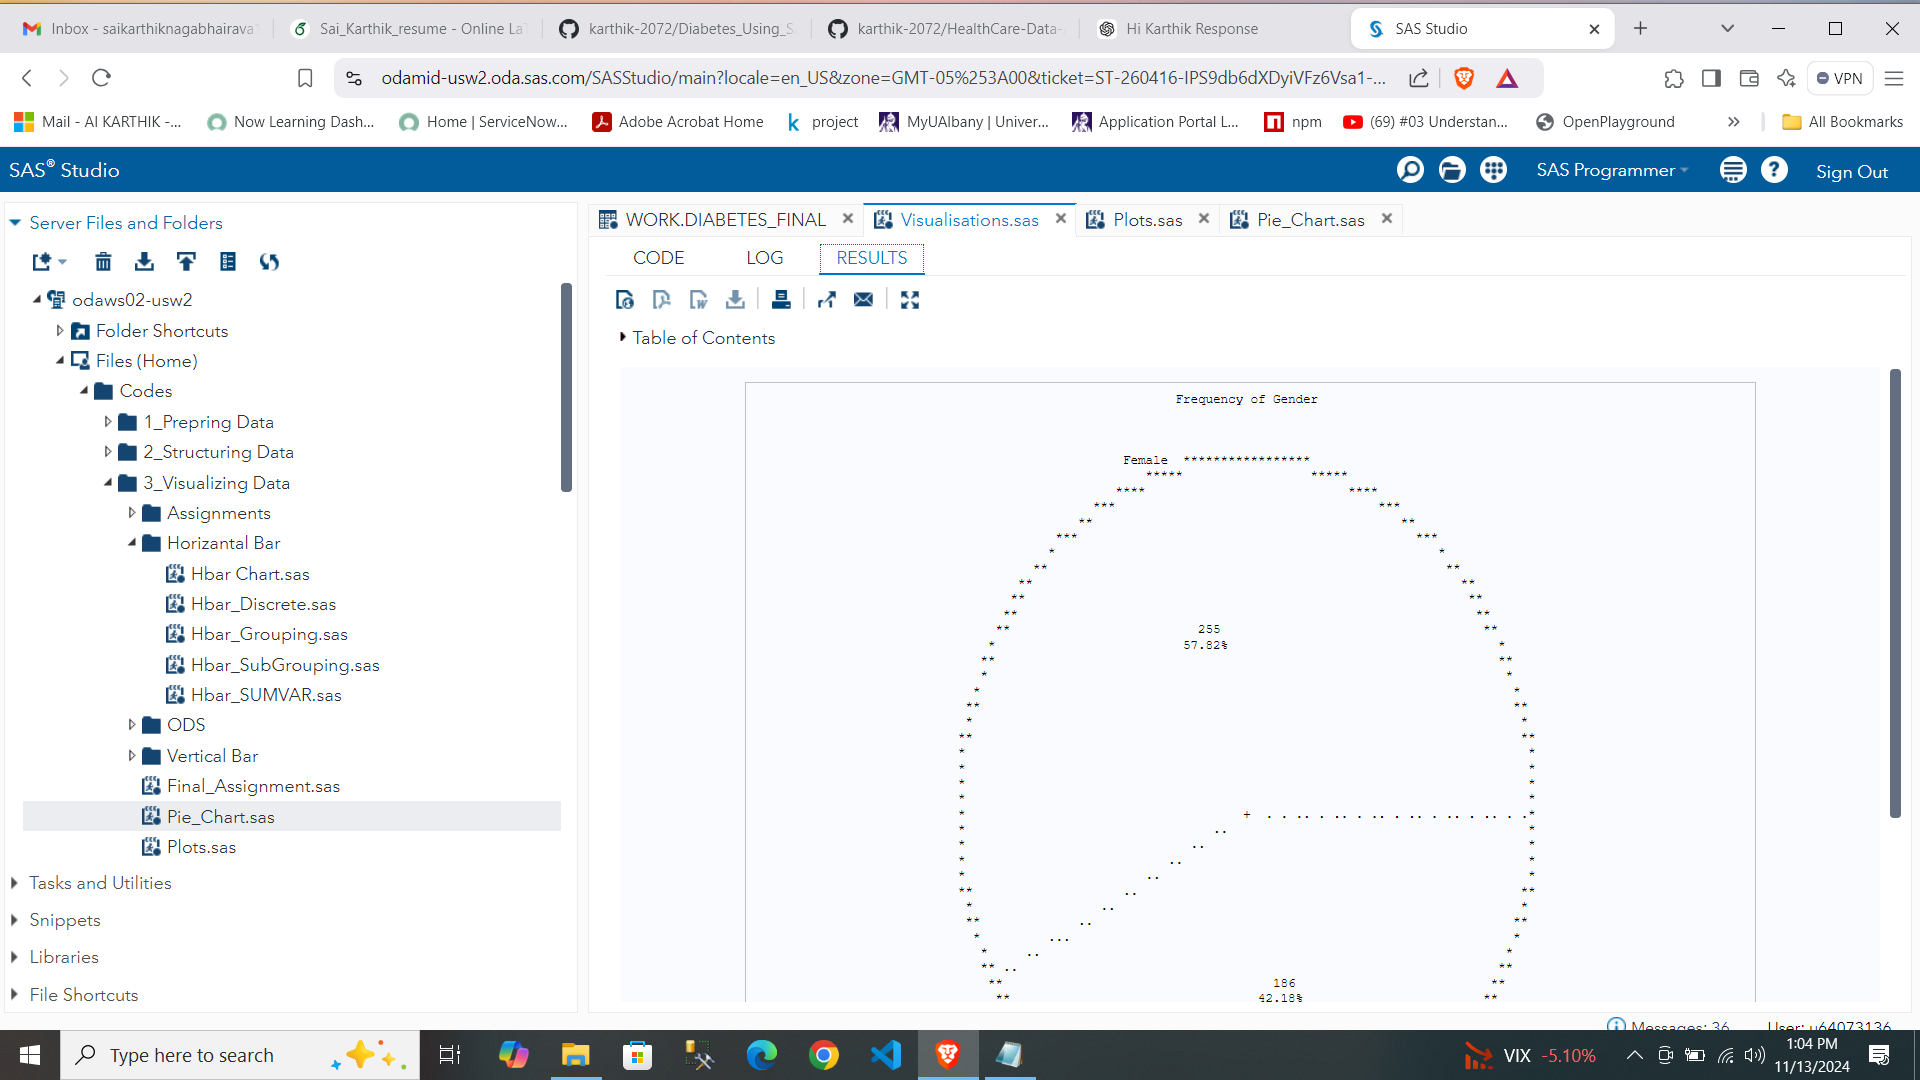 Inbox - saikarthiknagabhairava
Sai_Karthik_resume - Online LaT
karthik-2072/Diabetes_Using_S
karthik-2072/HealthCare-Data-
Hi Karthik Response
SAS Studio
odamid-usw2.oda.sas.com/SASStudio/main?locale=en_US&zone=GMT-05%253A00&ticket=ST-260416-IPS9db6dXDyiVFz6Vsa1-...
VPN
Mail - AI KARTHIK -...
Now Learning Dash...
Home | ServiceNow...
Adobe Acrobat Home
project
MyUAlbany | Univer...
Application Portal L...
npm
(69) #03 Understan...
OpenPlayground
All Bookmarks
SAS® Studio
SAS Programmer
Sign Out
Server Files and Folders
odaws02-usw2
Folder Shortcuts
Files (Home)
Codes
1_Prepring Data
2_Structuring Data
3_Visualizing Data
Assignments
Horizantal Bar
Hbar Chart.sas
Hbar_Discrete.sas
Hbar_Grouping.sas
Hbar_SubGrouping.sas
Hbar_SUMVAR.sas
ODS
Vertical Bar
Final_Assignment.sas
Pie_Chart.sas
Plots.sas
Tasks and Utilities
Snippets
Libraries
File Shortcuts
WORK.DIABETES_FINAL
Visualisations.sas
Plots.sas
Pie_Chart.sas
CODE
LOG
RESULTS
Table of Contents
Frequency of Gender
Female
255
57.82%
186
42.18%
Messages: 36
User: u64073136
Type here to search
VIX -5.10%
1:04 PM
11/13/2024